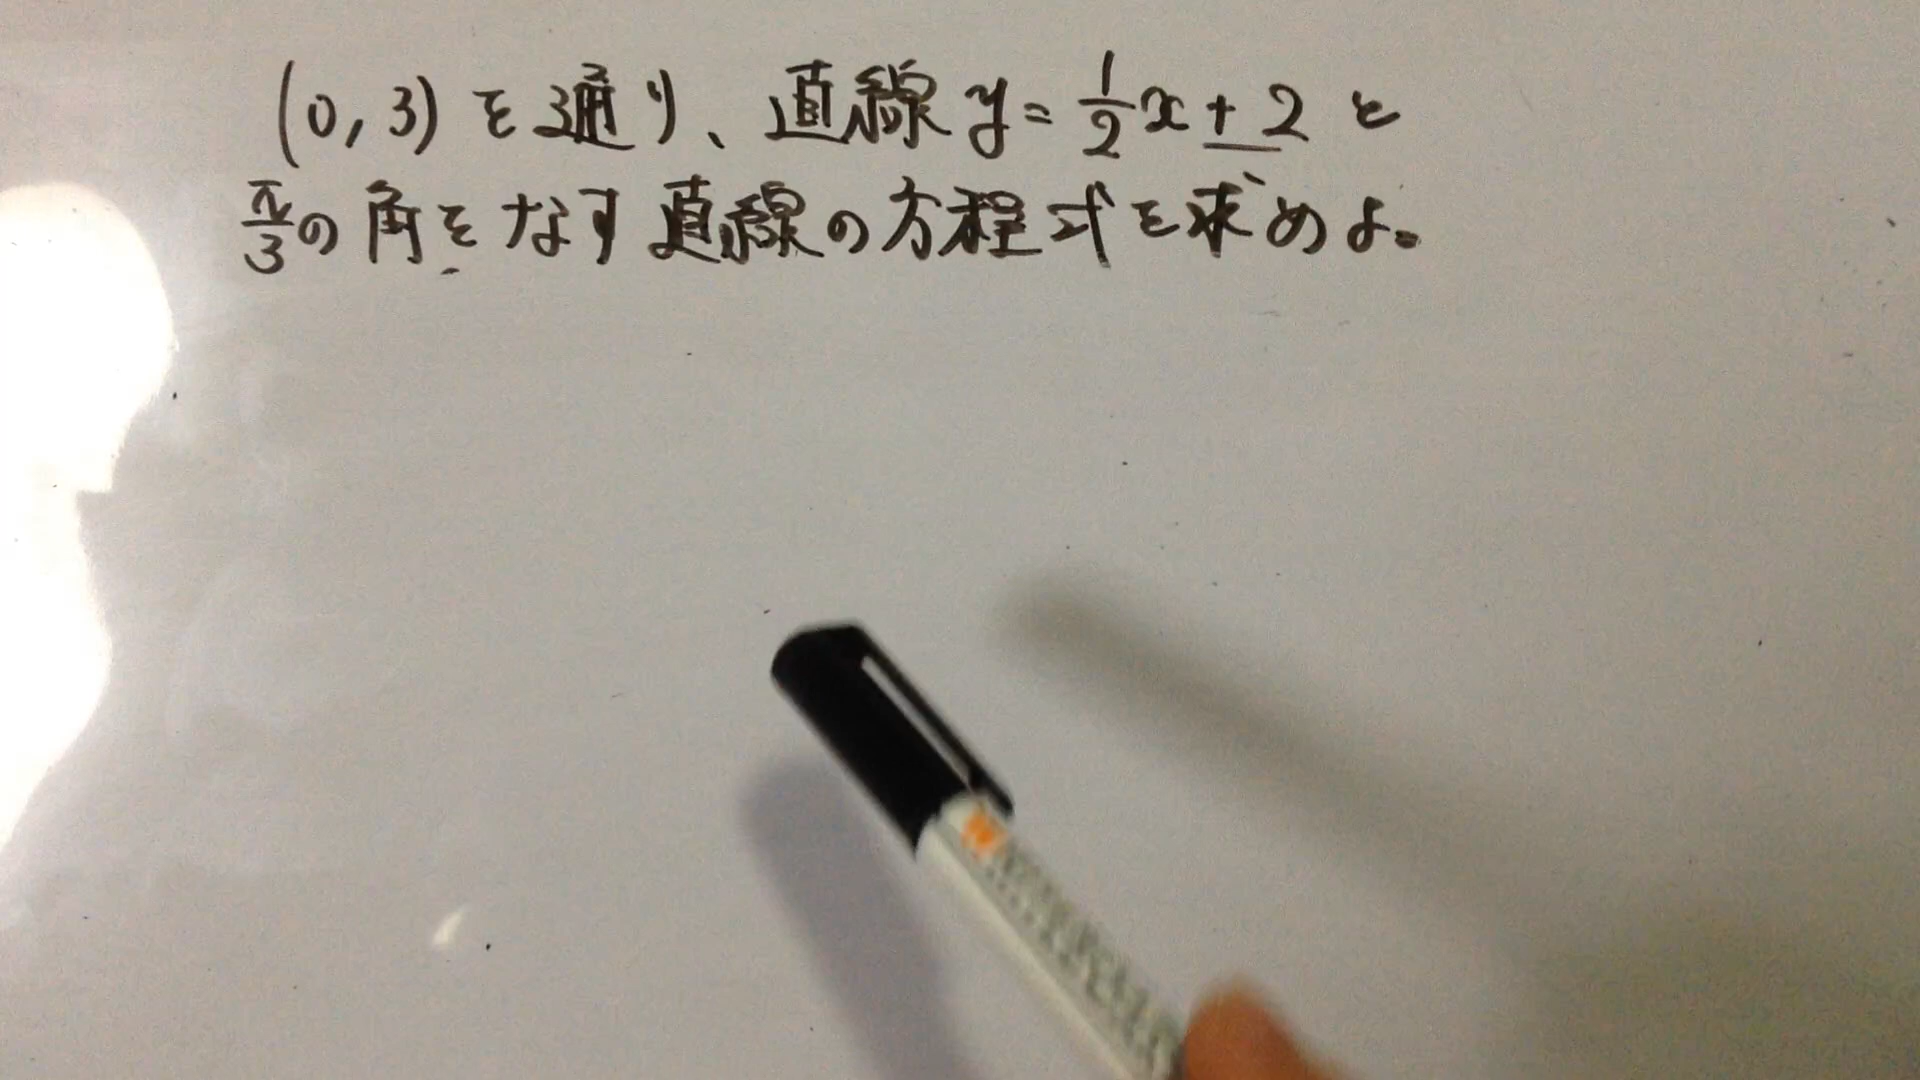 (0, 3) を通り、直線 y = 1/2 x + 2 と
π/3 の角をなす直線の方程式を求めよ。